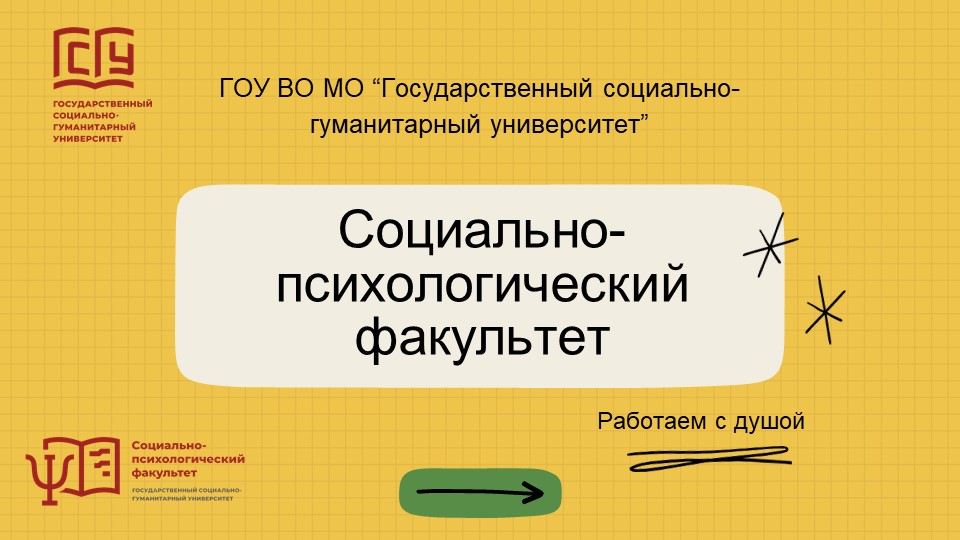 ГСГУ
ГОСУДАРСТВЕННЫЙ
СОЦИАЛЬНО-
ГУМАНИТАРНЫЙ
УНИВЕРСИТЕТ
ГОУ ВО МО “Государственный социально-
гуманитарный университет”
Социально-
психологический
факультет
Работаем с душой
Социально-
психологический
факультет
ГОСУДАРСТВЕННЫЙ СОЦИАЛЬНО-
ГУМАНИТАРНЫЙ УНИВЕРСИТЕТ